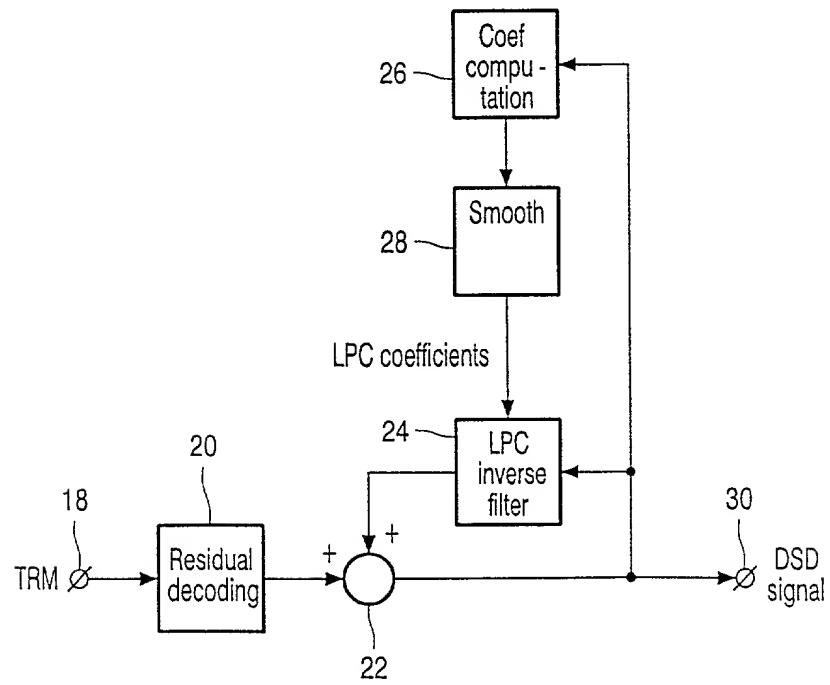 Coef
compu -
tation
26
Smooth
28
LPC coefficients
24
LPC
inverse
filter
20
18
30
+
TRM
Residual
decoding
+
DSD
signal
22